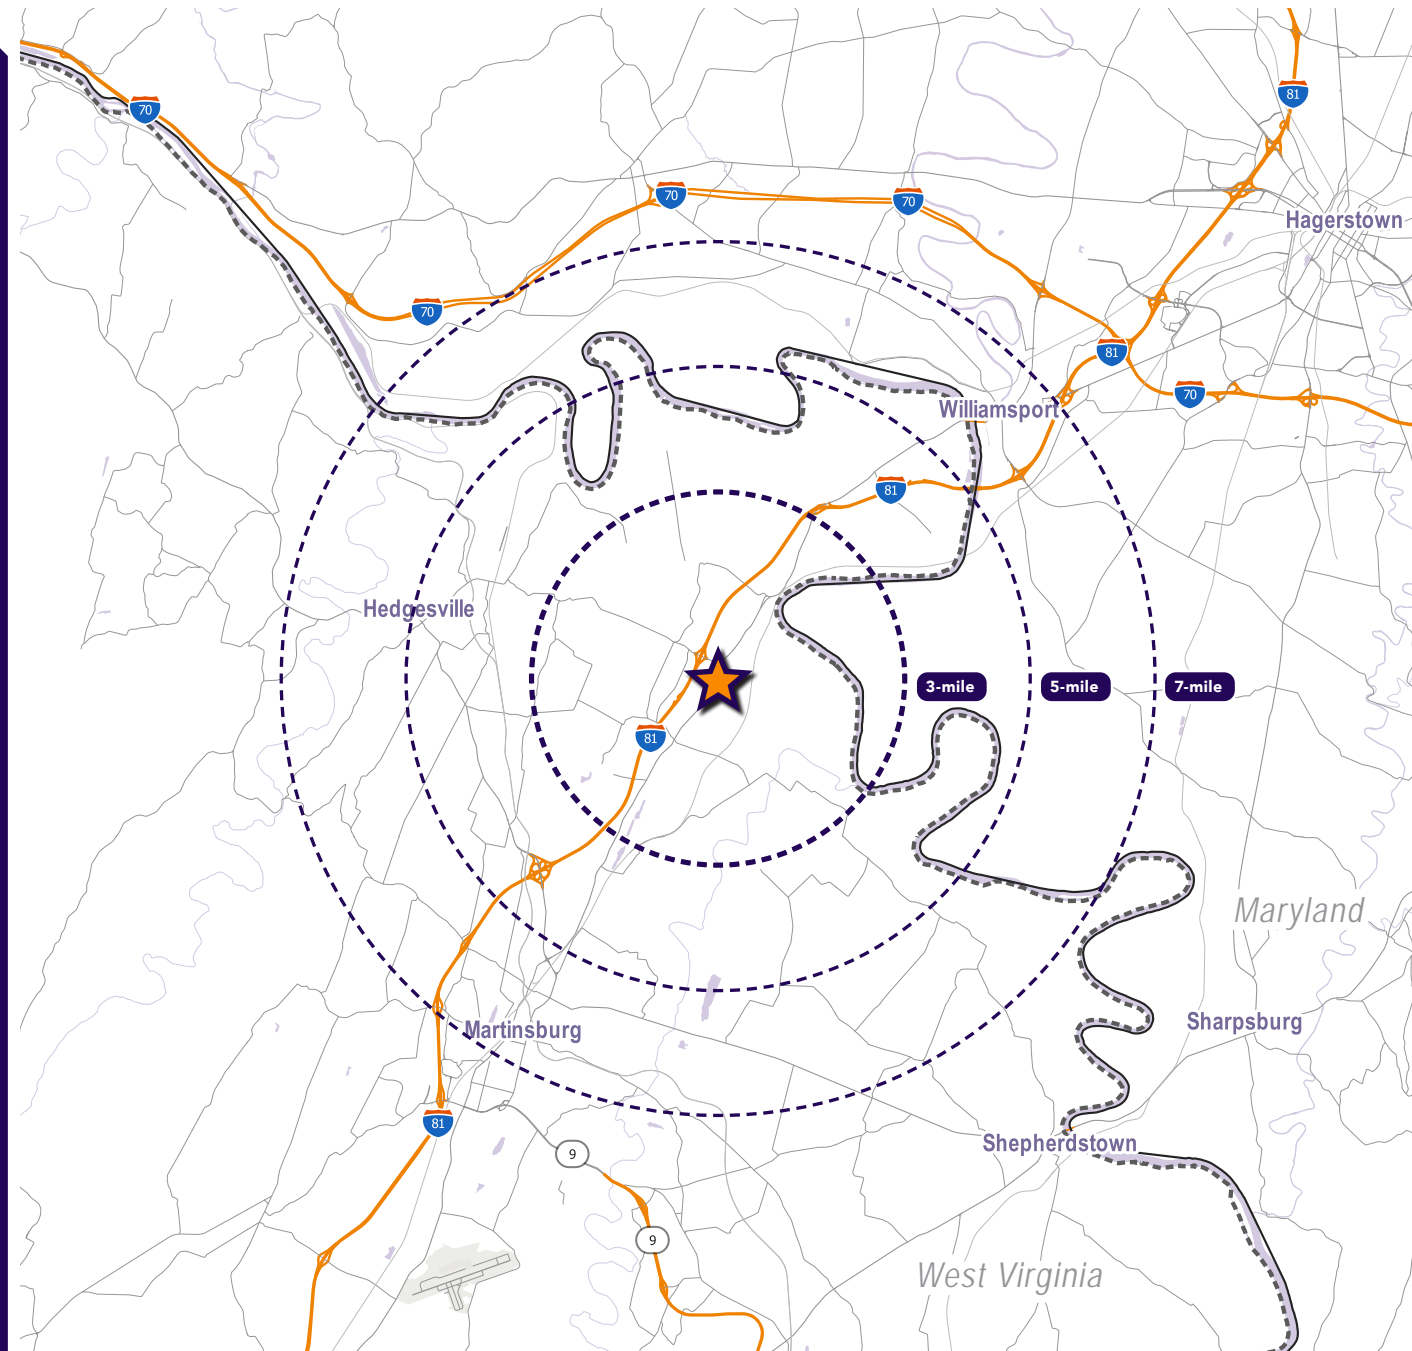 81
70
70
70
Hagerstown
70
81
70
Williamsport
81
Hedgesville
3-mile
5-mile
7-mile
81
Maryland
Sharpsburg
Martinsburg
81
Shepherdstown
9
9
West Virginia